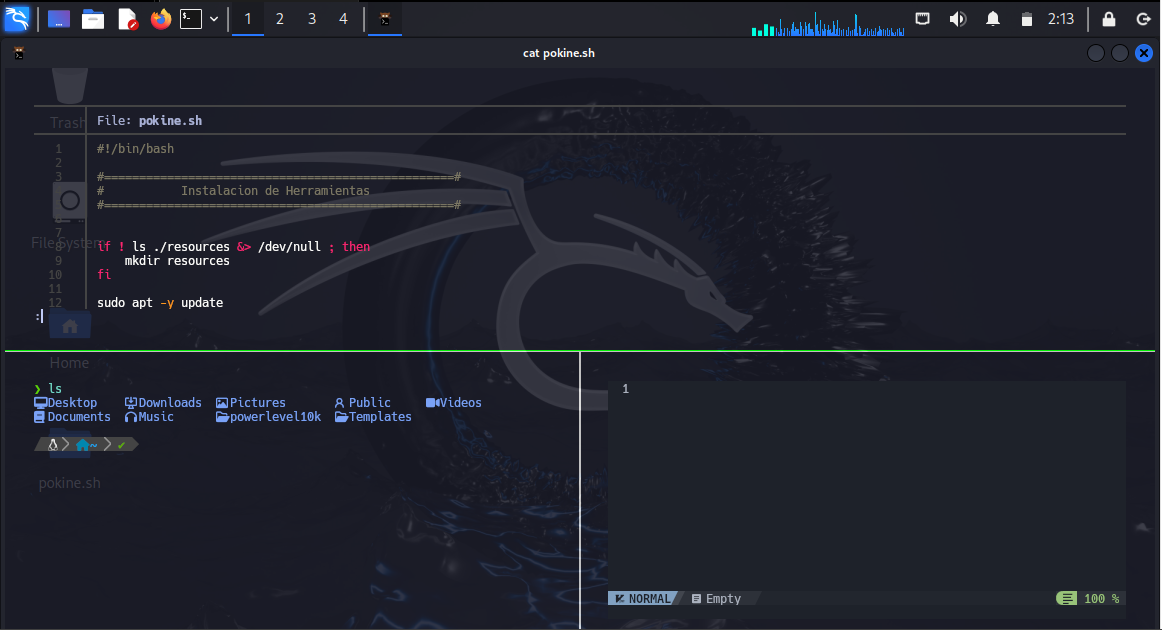 1 2 3 4 2:13
cat pokine.sh
Trash
File: pokine.sh
1 #!/bin/bash
2
3 #==================================================#
# Instalacion de Herramientas
#==================================================#
6
7
File System
8 if ! ls ./resources &> /dev/null ; then
9 mkdir resources
10 fi
11
12 sudo apt -y update
:
Home
❯ ls
Desktop Downloads Pictures Public Videos
Documents Music powerlevel10k Templates
~ ✔
pokine.sh
1
NORMAL Empty 100 %